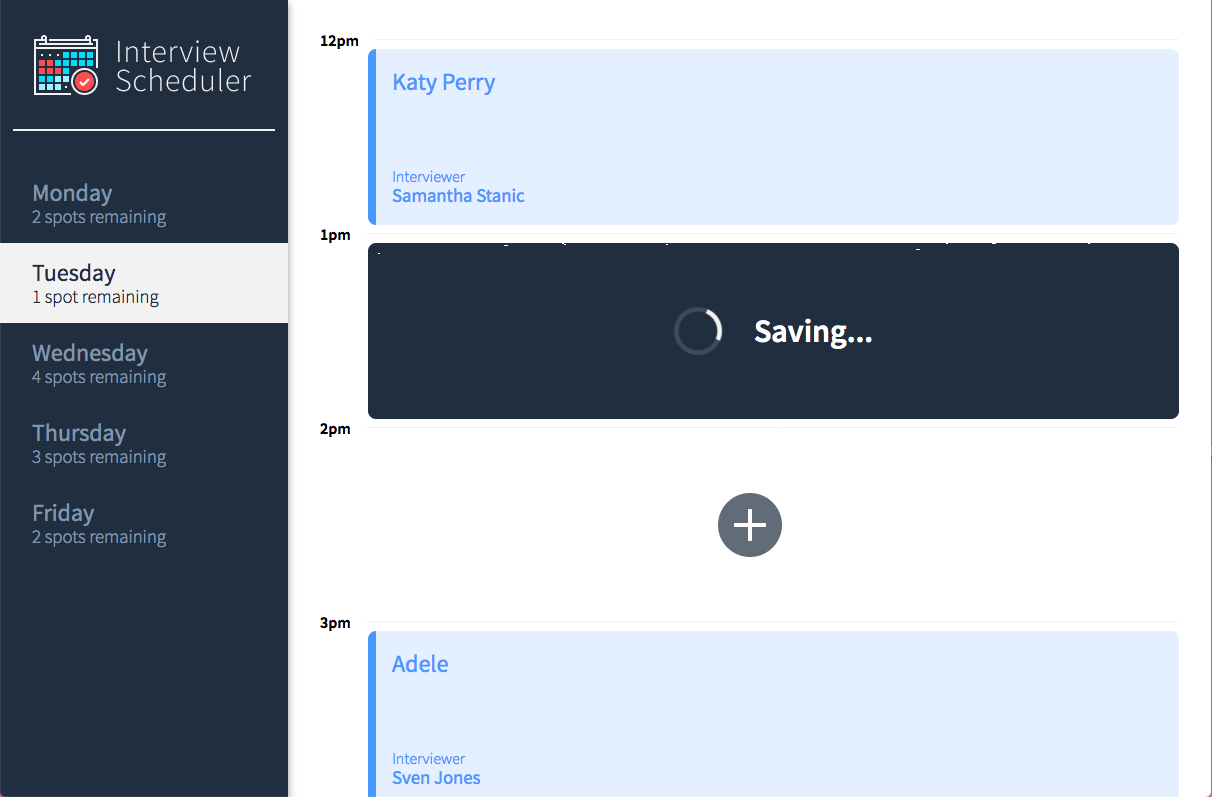 Interview
Scheduler
Monday
2 spots remaining
Tuesday
1 spot remaining
Wednesday
4 spots remaining
Thursday
3 spots remaining
Friday
2 spots remaining
12pm
Katy Perry
Interviewer
Samantha Stanic
1pm
Saving...
2pm
3pm
Adele
Interviewer
Sven Jones